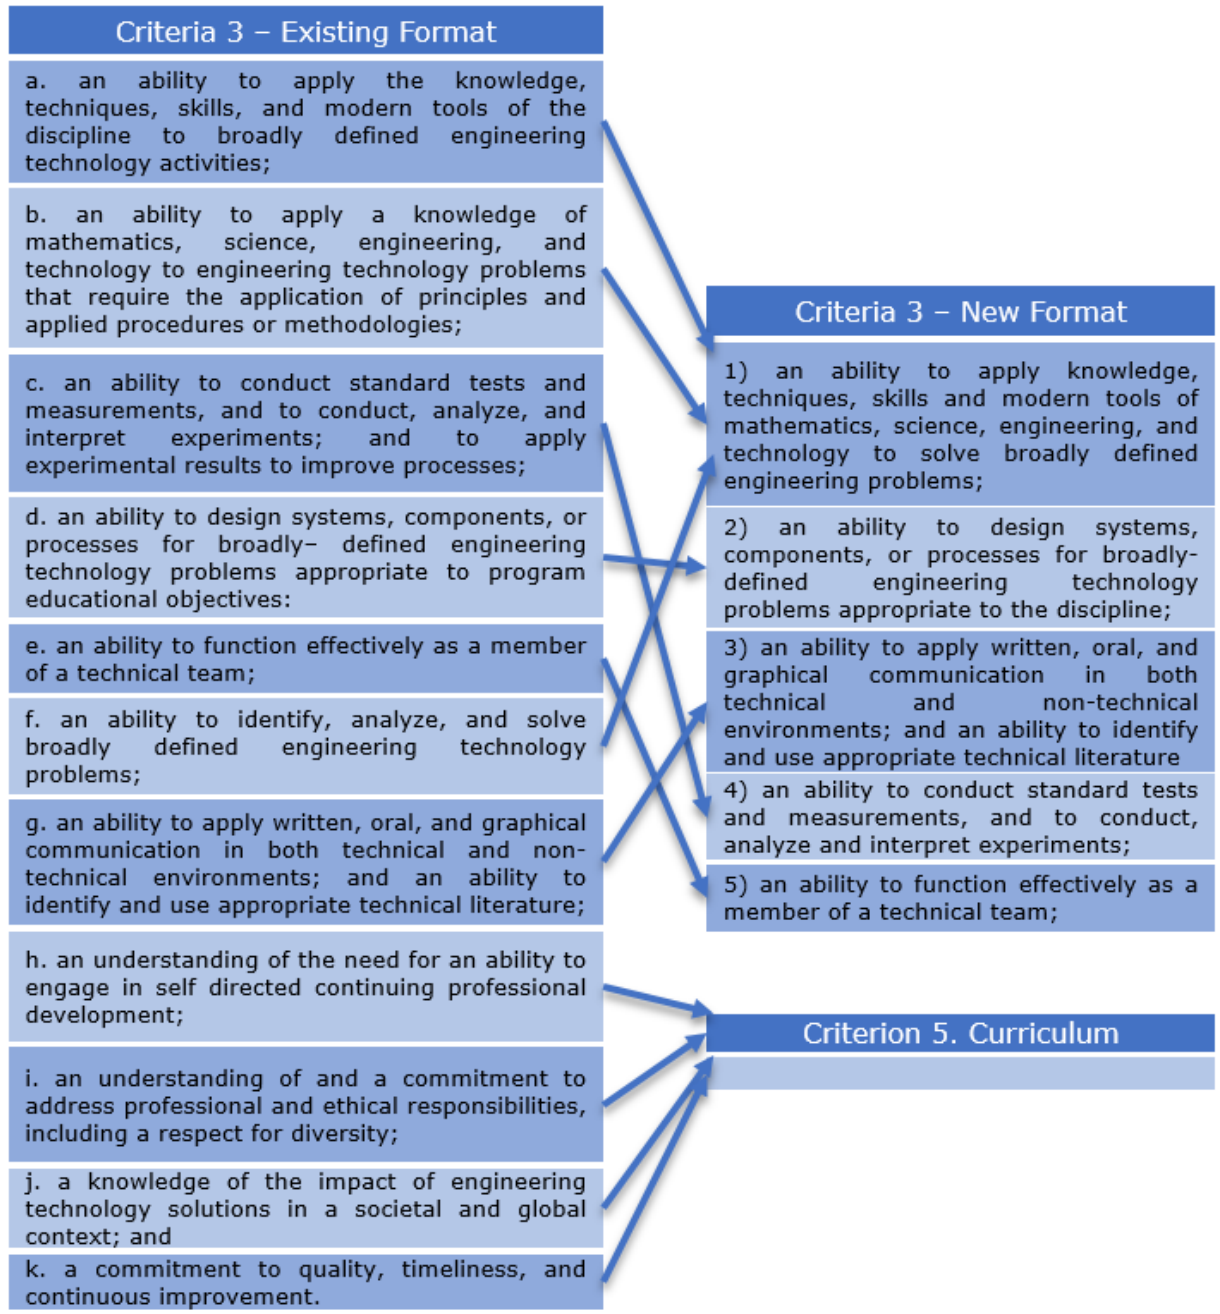 Criteria 3 – Existing Format
a. an ability to apply the knowledge,
techniques, skills, and modern tools of the
discipline to broadly defined engineering
technology activities;
b. an ability to apply a knowledge of
mathematics, science, engineering, and
technology to engineering technology problems
that require the application of principles and
applied procedures or methodologies;
c. an ability to conduct standard tests and
measurements, and to conduct, analyze, and
interpret experiments; and to apply
experimental results to improve processes;
d. an ability to design systems, components, or
processes for broadly– defined engineering
technology problems appropriate to program
educational objectives:
e. an ability to function effectively as a member
of a technical team;
f. an ability to identify, analyze, and solve
broadly defined engineering technology
problems;
g. an ability to apply written, oral, and graphical
communication in both technical and non-
technical environments; and an ability to
identify and use appropriate technical literature;
h. an understanding of the need for an ability to
engage in self directed continuing professional
development;
i. an understanding of and a commitment to
address professional and ethical responsibilities,
including a respect for diversity;
j. a knowledge of the impact of engineering
technology solutions in a societal and global
context; and
k. a commitment to quality, timeliness, and
continuous improvement.
Criteria 3 – New Format
1) an ability to apply knowledge,
techniques, skills and modern tools of
mathematics, science, engineering, and
technology to solve broadly defined
engineering problems;
2) an ability to design systems,
components, or processes for broadly-
defined engineering technology
problems appropriate to the discipline;
3) an ability to apply written, oral, and
graphical communication in both
technical and non-technical
environments; and an ability to identify
and use appropriate technical literature
4) an ability to conduct standard tests
and measurements, and to conduct,
analyze and interpret experiments;
5) an ability to function effectively as a
member of a technical team;
Criterion 5. Curriculum